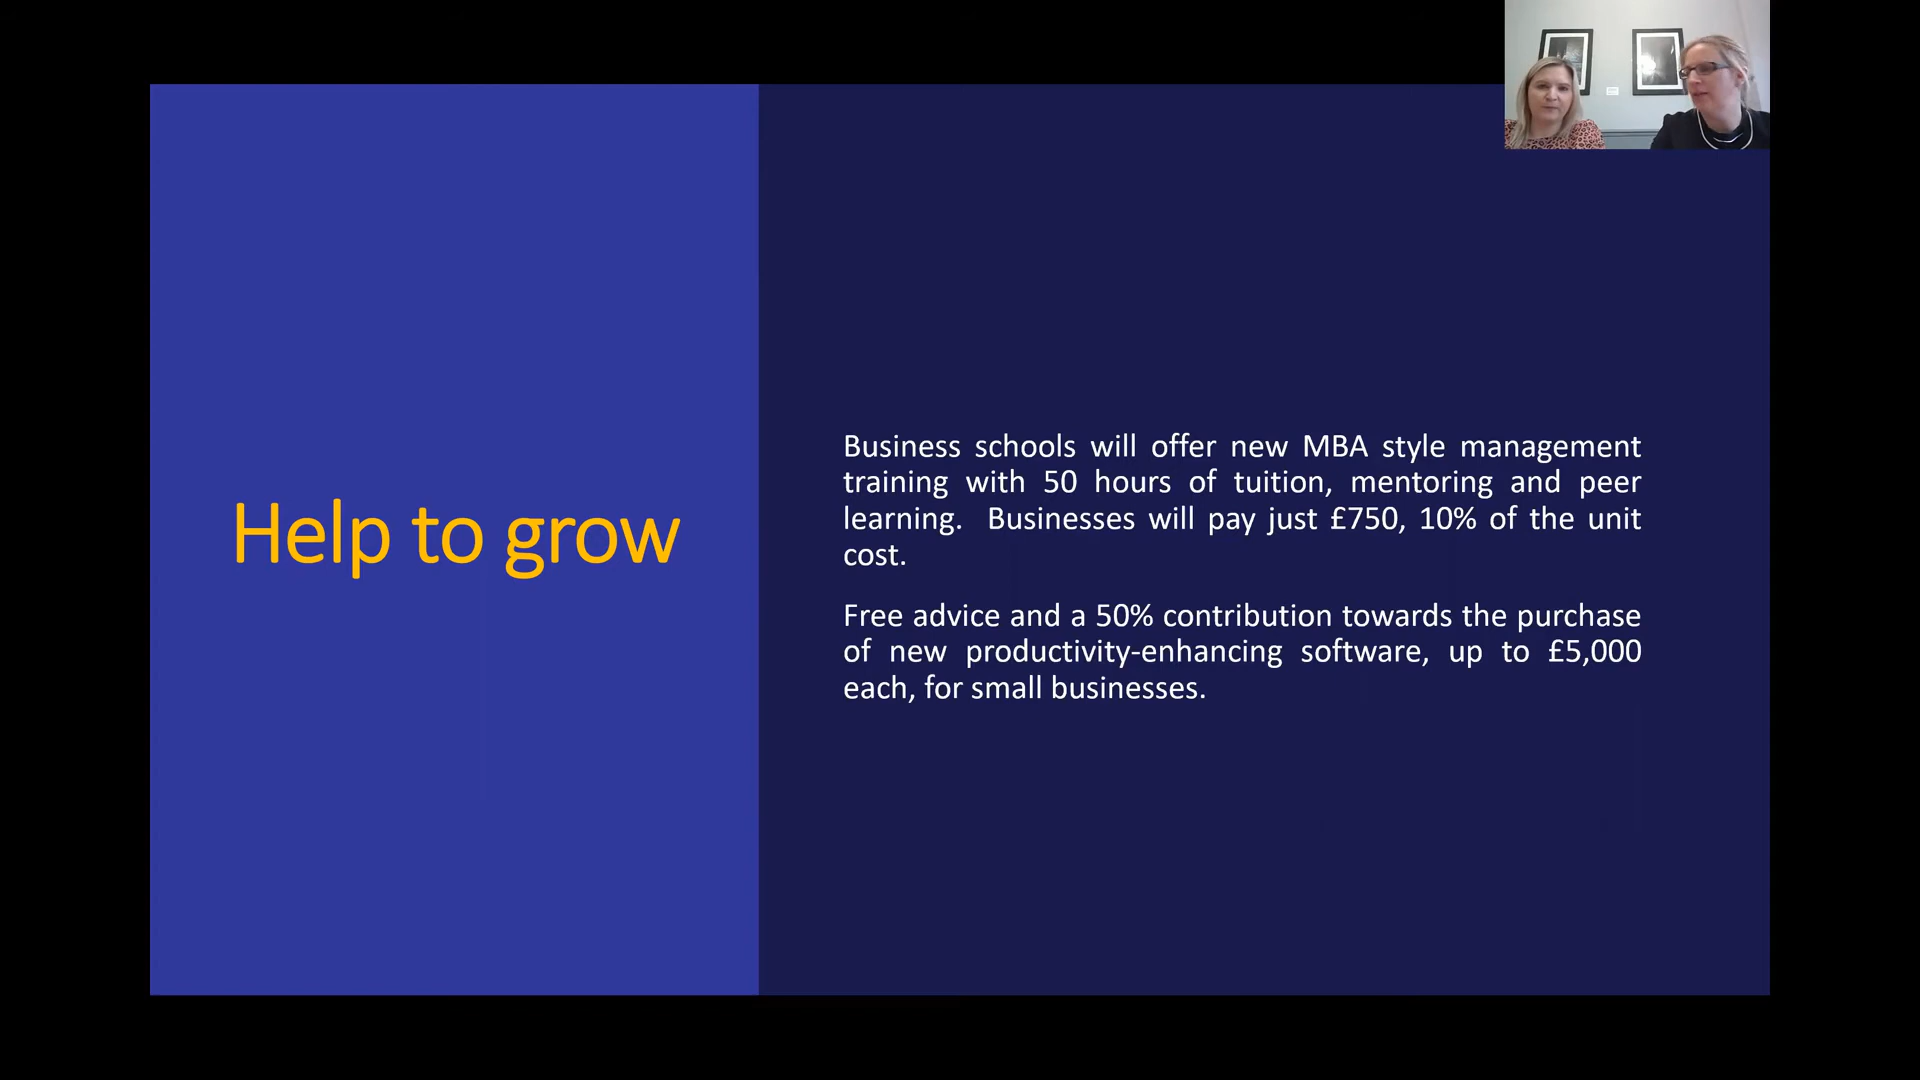 Help to grow
Business schools will offer new MBA style management
training with 50 hours of tuition, mentoring and peer
learning.  Businesses will pay just £750, 10% of the unit
cost.
Free advice and a 50% contribution towards the purchase
of new productivity-enhancing software, up to £5,000
each, for small businesses.